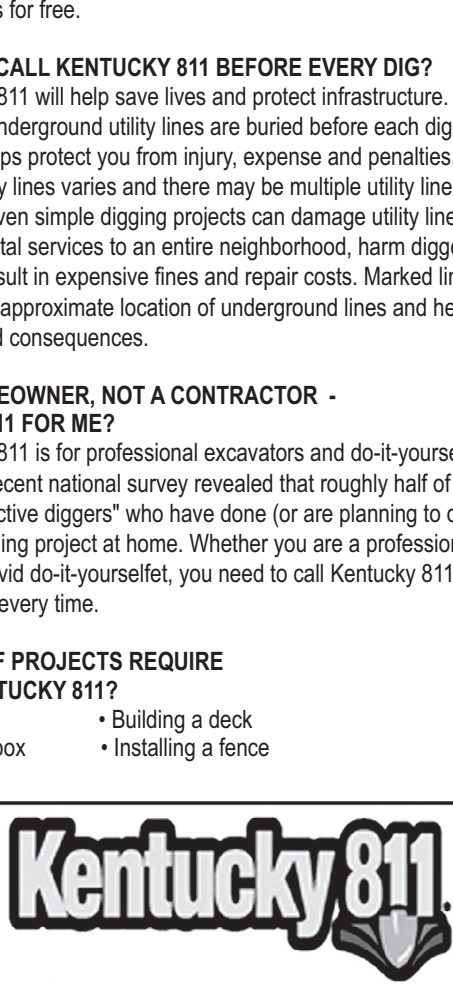 s for free.
CALL KENTUCKY 811 BEFORE EVERY DIG?
811 will help save lives and protect infrastructure.
nderground utility lines are buried before each dig
ps protect you from injury, expense and penalties.
y lines varies and there may be multiple utility line
ven simple digging projects can damage utility line
tal services to an entire neighborhood, harm digge
sult in expensive fines and repair costs. Marked lin
approximate location of underground lines and he
d consequences.
EOWNER, NOT A CONTRACTOR -
11 FOR ME?
811 is for professional excavators and do-it-yourse
ecent national survey revealed that roughly half of
ctive diggers" who have done (or are planning to d
ing project at home. Whether you are a profession
vid do-it-yourselfet, you need to call Kentucky 811
every time.
F PROJECTS REQUIRE
TUCKY 811?
• Building a deck
box • Installing a fence
Kentucky 811.